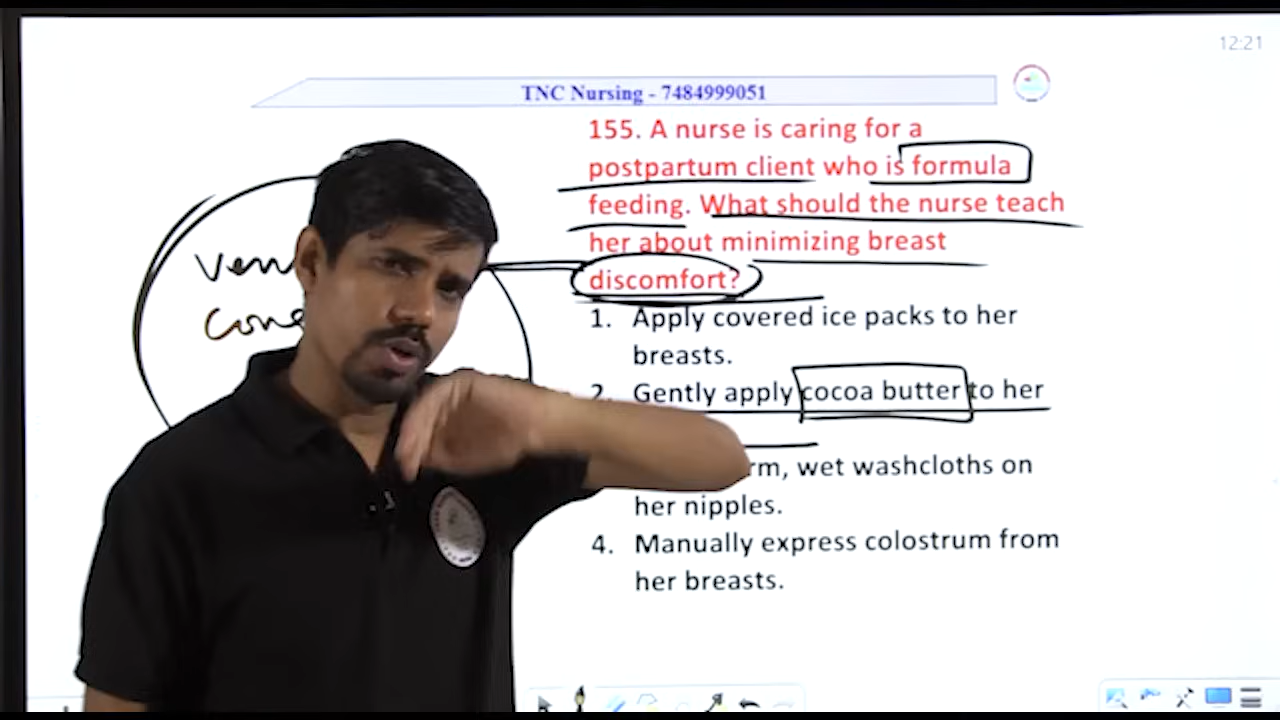 12:21
TNC Nursing - 7484999051
155. A nurse is caring for a
postpartum client who is formula
feeding. What should the nurse teach
her about minimizing breast
discomfort?
1. Apply covered ice packs to her
breasts.
2. Gently apply cocoa butter to her
wet washcloths on
her nipples.
4. Manually express colostrum from
her breasts.